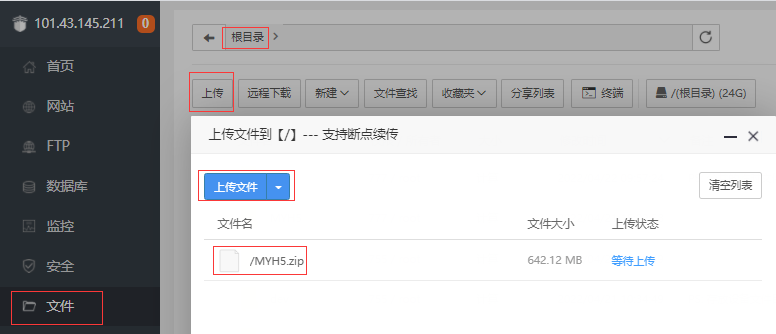 101.43.145.211 0
首页
网站
FTP
数据库
监控
安全
文件
根目录
上传 远程下载 新建 文件查找 收藏夹 分享列表 终端 /(根目录) (24G)
上传文件到【/】--- 支持断点续传
上传文件 清空列表
文件名 文件大小 上传状态
/MYH5.zip 642.12 MB 等待上传